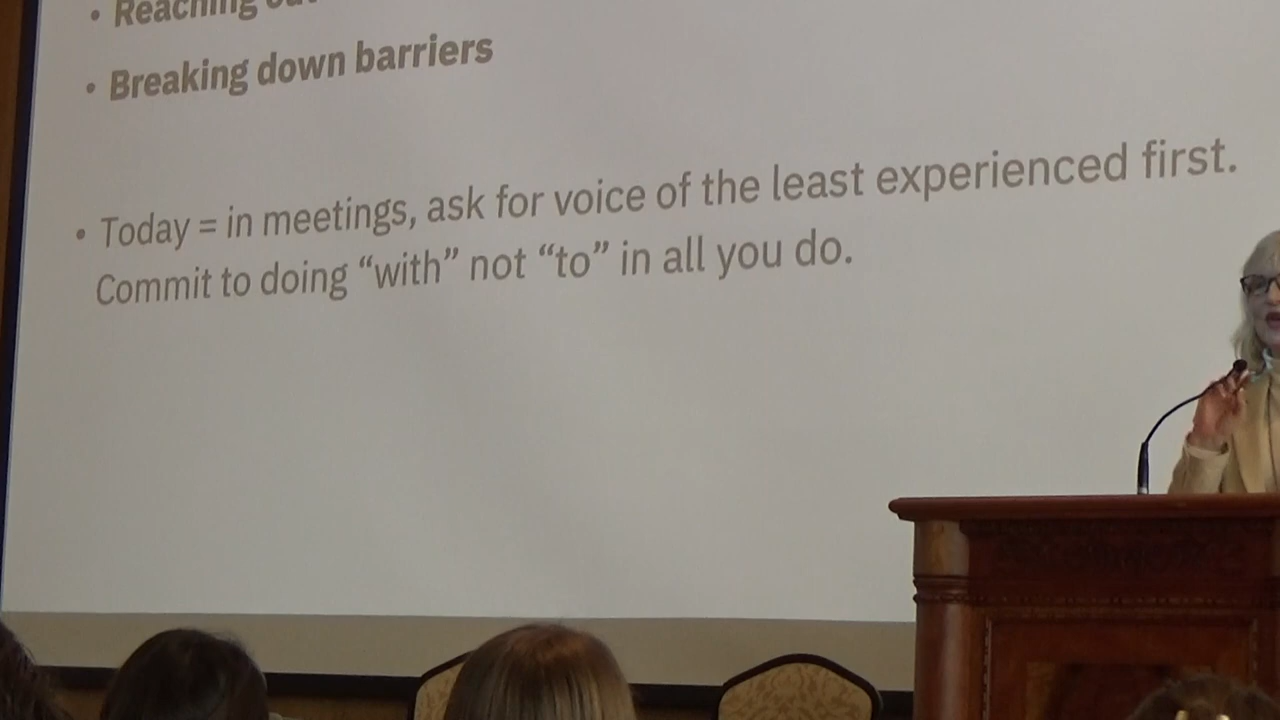 • Reaching
• Breaking down barriers
• Today = in meetings, ask for voice of the least experienced first.
Commit to doing “with” not “to” in all you do.